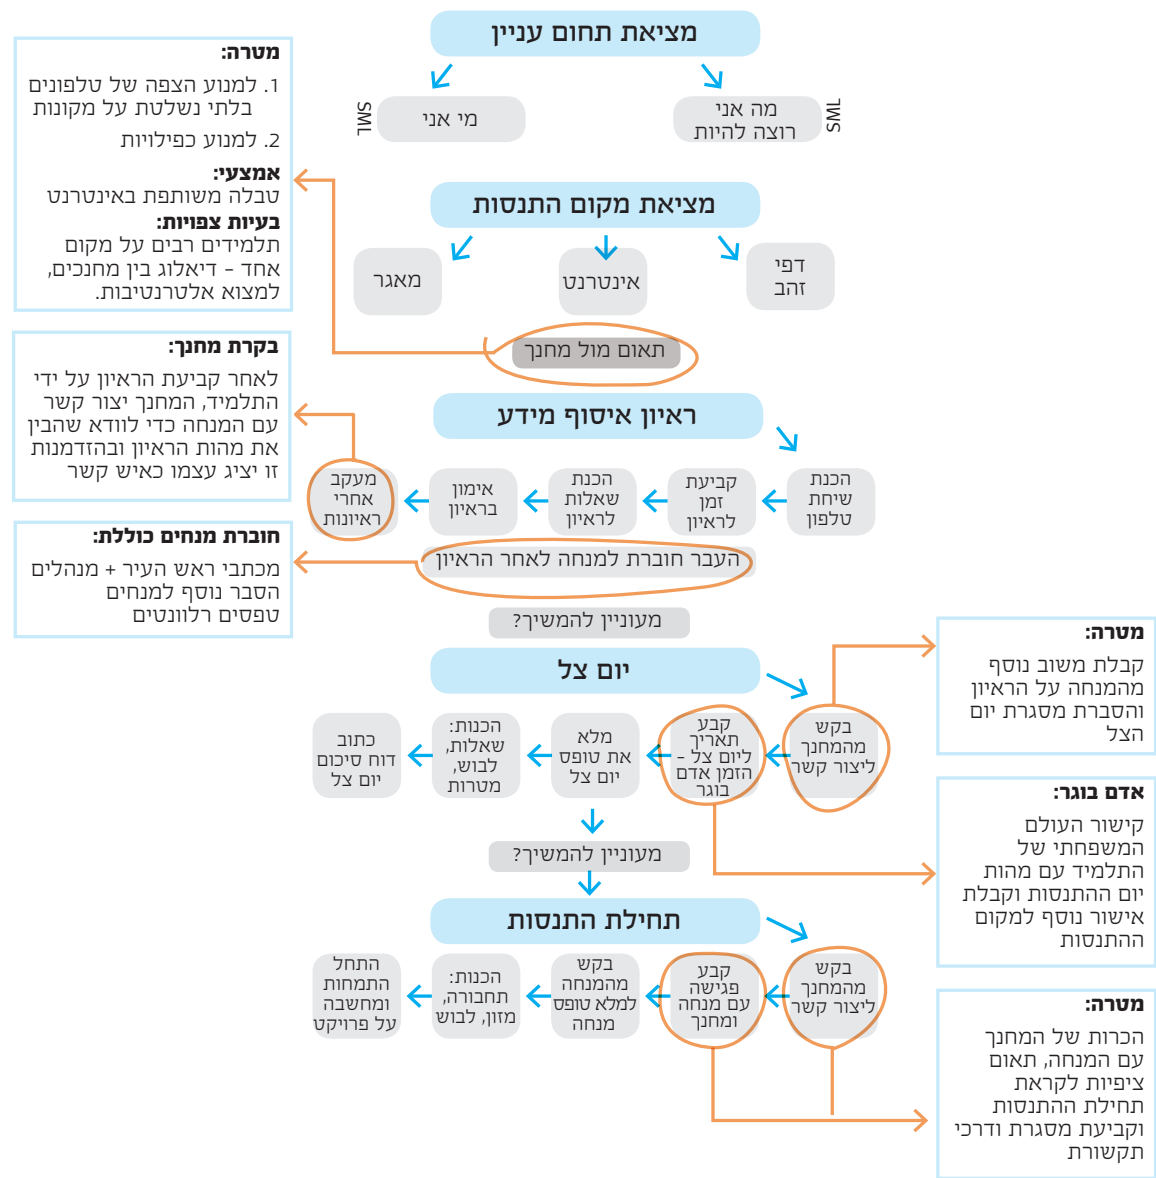 מציאת תחום עניין
מה אני
רוצה להיות
SML
מי אני
SML
מציאת מקום התנסות
דפי
זהב
אינטרנט
מאגר
תאום מול מחנך
מטרה:
1. למנוע הצפה של טלפונים
בלתי נשלטת על מקונות
2. למנוע כפילויות
אמצעי:
טבלה משותפת באינטרנט
בעיות צפויות:
תלמידים רבים על מקום
אחד - דיאלוג בין מחנכים,
למצוא אלטרנטיבות.
ראיון איסוף מידע
הכנת
שיחת
טלפון
קביעת
זמן
לראיון
הכנת
שאלות
לראיון
אימון
בראיון
מעקב
אחרי
ראיונות
בקרת מחנך:
לאחר קביעת הראיון על ידי
התלמיד, המחנך יצור קשר
עם המנחה כדי לוודא שהבין
את מהות הראיון ובהזדמנות
זו יציג עצמו כאיש קשר
העבר חוברת למנחה לאחר הראיון
חוברת מנחים כוללת:
מכתבי ראש העיר + מנהלים
הסבר נוסף למנחים
טפסים רלוונטים
מעוניין להמשיך?
יום צל
בקש
מהמחנך
ליצור קשר
קבע
תאריך
ליום צל -
הזמן אדם
בוגר
מלא
את טופס
יום צל
הכנות:
שאלות,
לבוש,
מטרות
כתוב
דוח סיכום
יום צל
מטרה:
קבלת משוב נוסף
מהמנחה על הראיון
והסברת מסגרת יום
הצל
אדם בוגר:
קישור העולם
המשפחתי של
התלמיד עם מהות
יום ההתנסות וקבלת
אישור נוסף למקום
ההתנסות
מעוניין להמשיך?
תחילת התנסות
בקש
מהמחנך
ליצור קשר
קבע
פגישה
עם מנחה
ומחנך
בקש
מהמנחה
למלא טופס
מנחה
הכנות:
תחבורה,
מזון, לבוש
התחל
התמחות
ומחשבה
על פרויקט
מטרה:
הכרות של המחנך
עם המנחה, תאום
ציפיות לקראת
תחילת ההתנסות
וקביעת מסגרת ודרכי
תקשורת